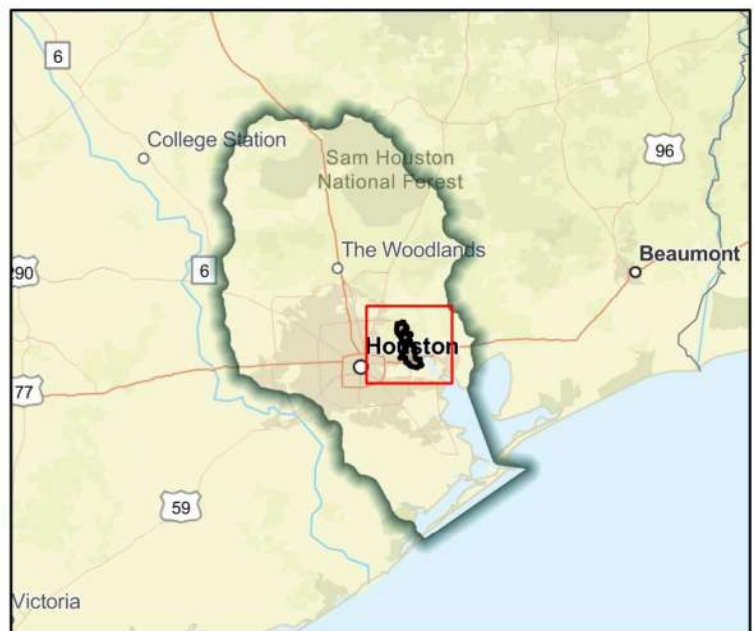 6
College Station
Sam Houston
National Forest
96
The Woodlands
Beaumont
290
6
Houston
77
59
Victoria